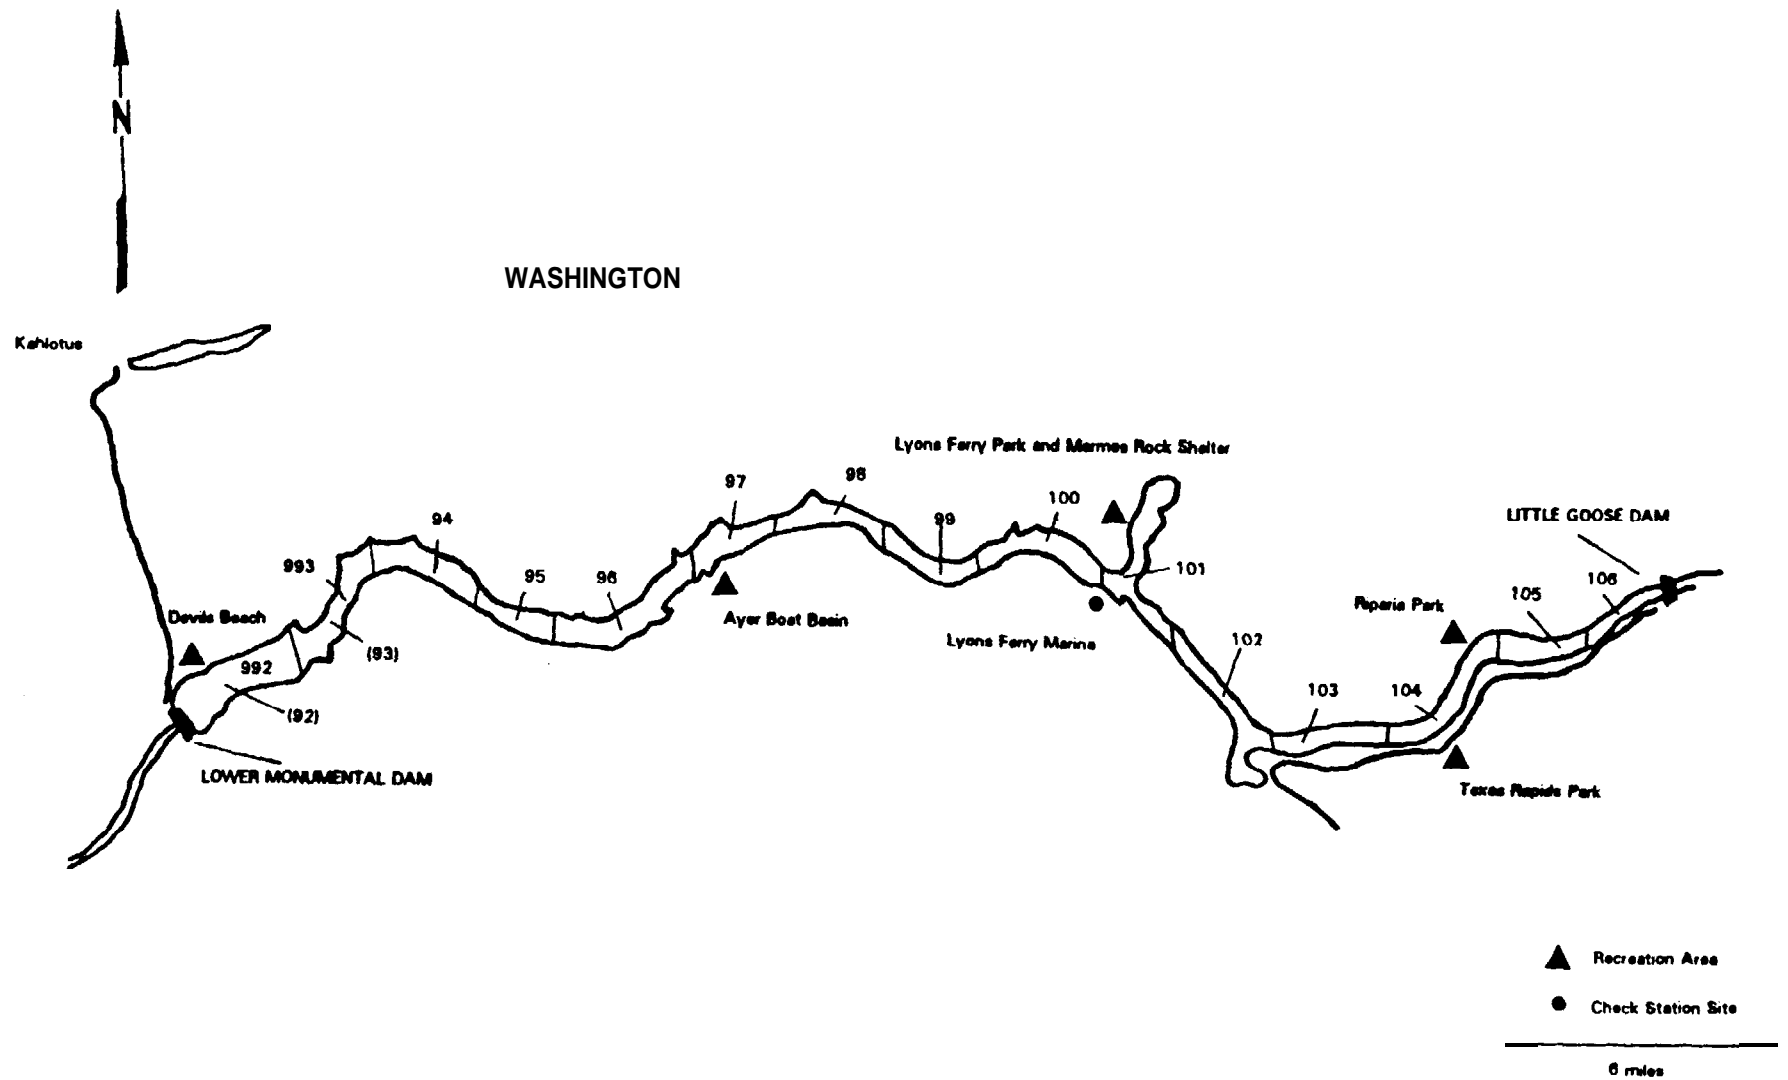 N
WASHINGTON
Kahlotus
Lyons Ferry Park and Marmes Rock Shelter
98
97
100
LITTLE GOOSE DAM
94
99
993
101
95
96
106
105
Devils Beach
Ayer Boat Basin
Riparia Park
Lyons Ferry Marina
102
(93)
992
103
104
(92)
LOWER MONUMENTAL DAM
Texas Rapids Park
Recreation Area
Check Station Site
6 miles